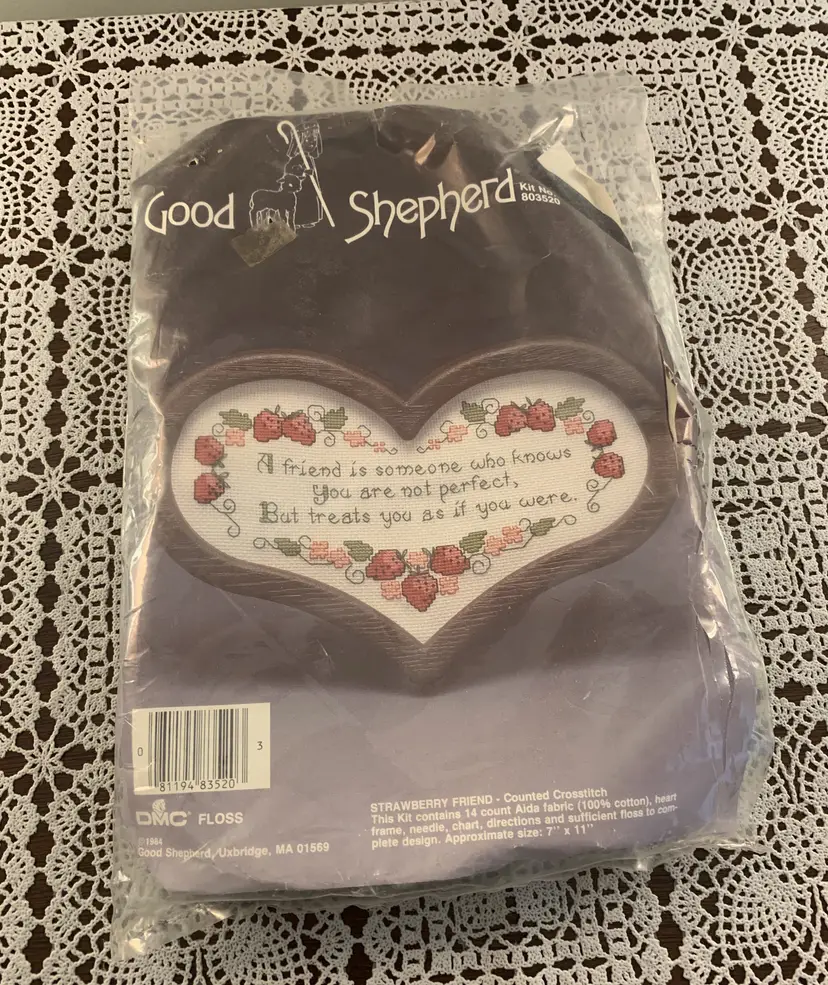 Good Shepherd
Kit No.
803520
A friend is someone who knows
You are not perfect,
But treats you as if you were.
0 81194 83520 3
DMC FLOSS
©1984
Good Shepherd, Uxbridge, MA 01569
STRAWBERRY FRIEND - Counted Crosstitch
This Kit contains 14 count Aida fabric (100% cotton), heart
frame, needle, chart, directions and sufficient floss to com-
plete design. Approximate size: 7'' x 11''